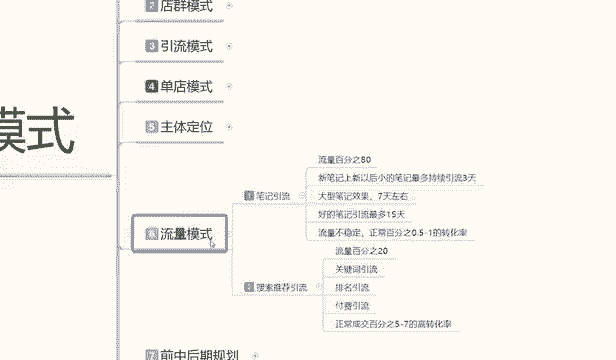 2 店群模式
3 引流模式
4 单店模式
5 主体定位
模式
流量百分之80
新笔记上新以后小的笔记最多持续引流3天
1 笔记引流
大型笔记效果，7天左右
好的笔记引流最多15天
流量模式
流量不稳定，正常百分之0.5-1的转化率
流量百分之20
关键词引流
2 搜索推荐引流
排名引流
付费引流
正常成交百分之5-7的高转化率
7 前中后期规划